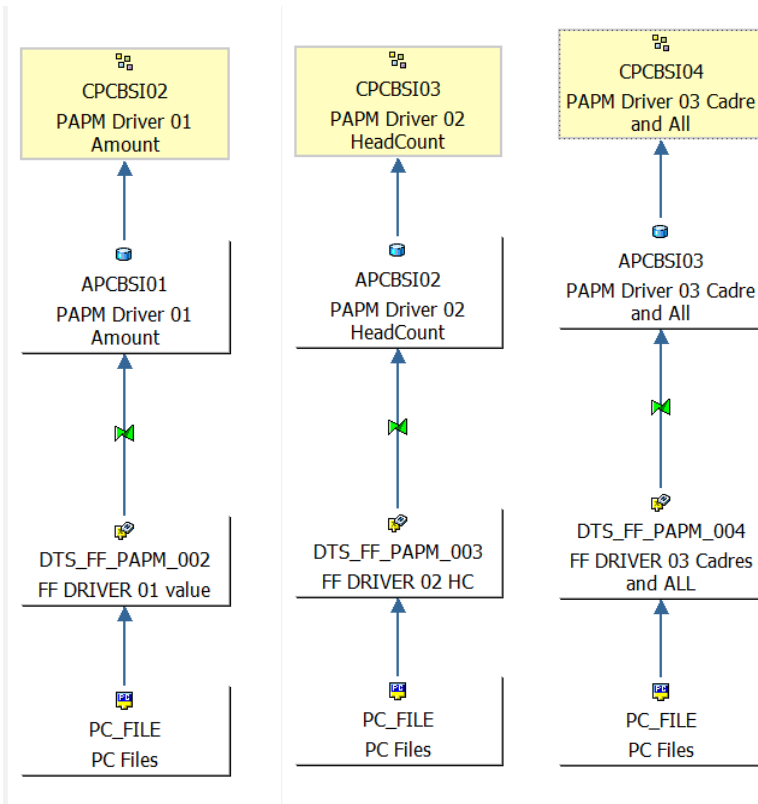 CPCBSI02
PAPM Driver 01
Amount
APCBSI01
PAPM Driver 01
Amount
DTS_FF_PAPM_002
FF DRIVER 01 value
PC_FILE
PC Files
CPCBSI03
PAPM Driver 02
HeadCount
APCBSI02
PAPM Driver 02
HeadCount
DTS_FF_PAPM_003
FF DRIVER 02 HC
PC_FILE
PC Files
CPCBSI04
PAPM Driver 03 Cadre
and All
APCBSI03
PAPM Driver 03 Cadre
and All
DTS_FF_PAPM_004
FF DRIVER 03 Cadres
and ALL
PC_FILE
PC Files